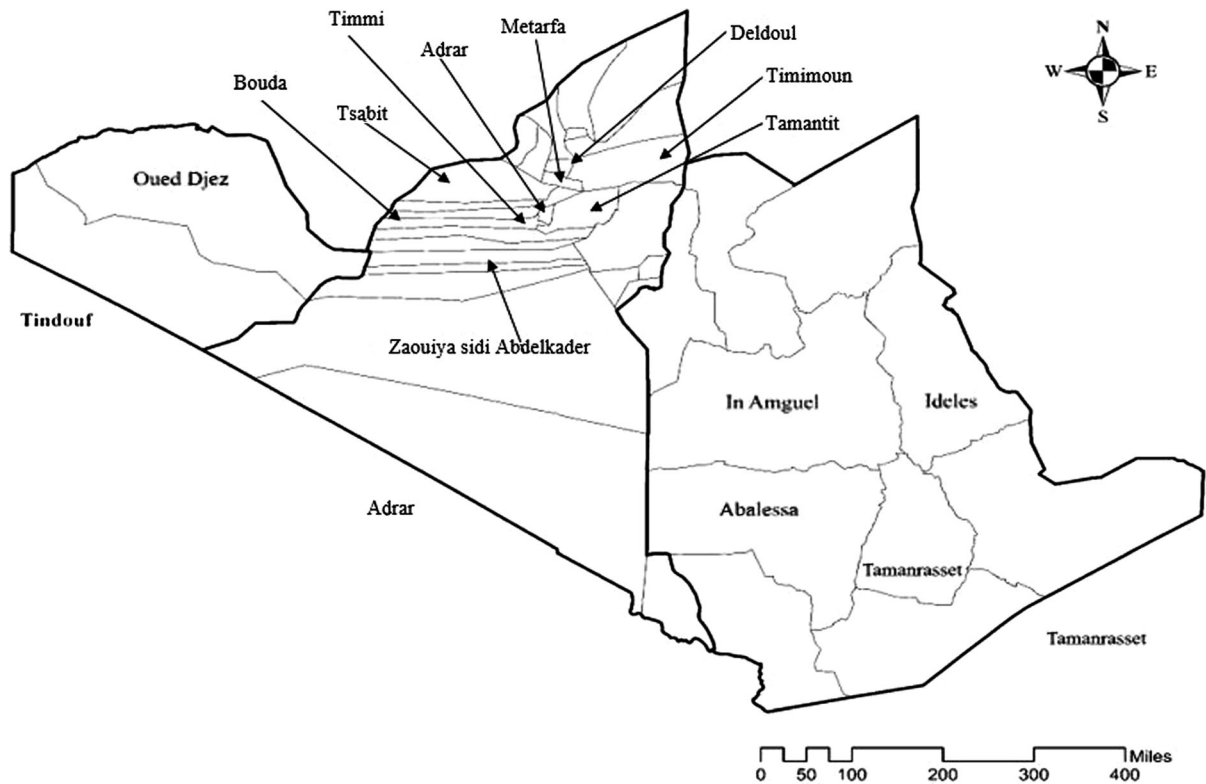 Timmi
Metarfa
Deldoul
Adrar
Bouda
Timimoun
Tsabit
Tamantit
N
W
E
S
Oued Djez
Tindouf
Zaouiya sidi Abdelkader
In Amguel
Ideles
Adrar
Abalessa
Tamanrasset
Tamanrasset
Miles
0 50 100 200 300 400